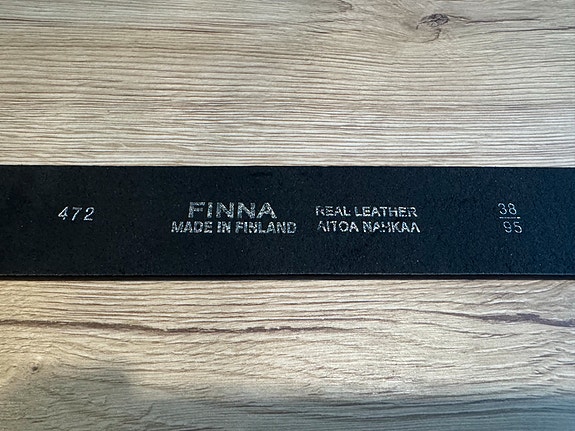 472
FINNA
MADE IN FINLAND
REAL LEATHER
AITOA NAHKAA
38
95